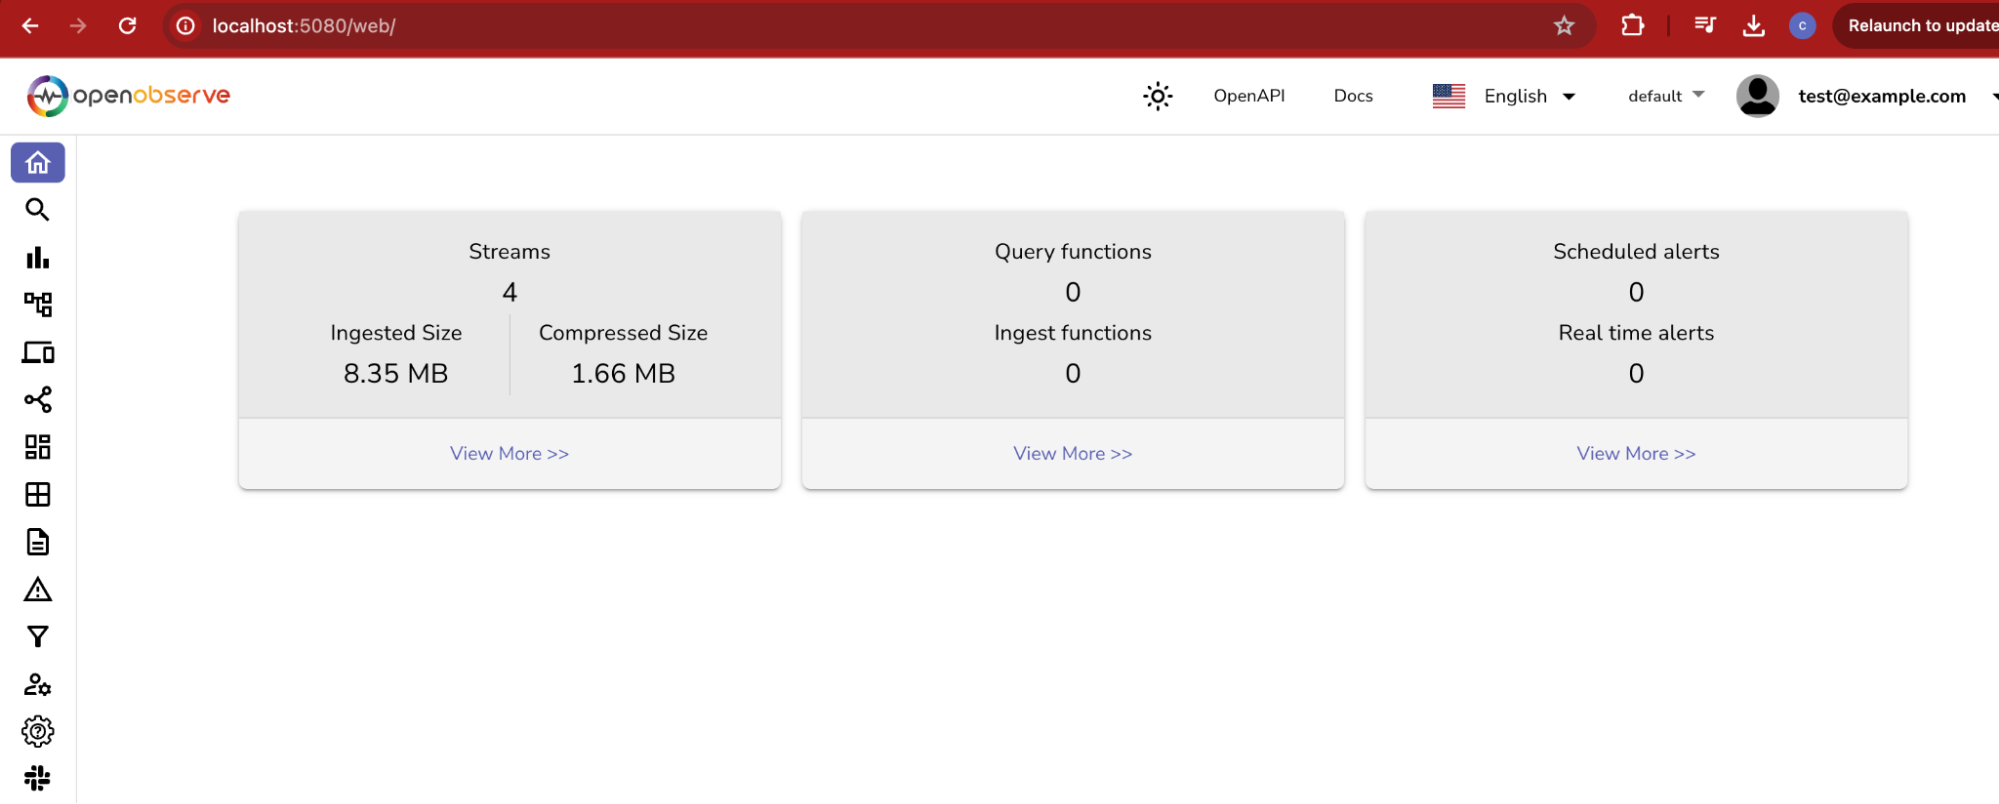 localhost:5080/web/
C
Relaunch to update
openobserve
OpenAPI
Docs
English
default
test@example.com
Streams
4
Ingested Size
Compressed Size
8.35 MB
1.66 MB
View More >>
Query functions
0
Ingest functions
0
View More >>
Scheduled alerts
0
Real time alerts
0
View More >>